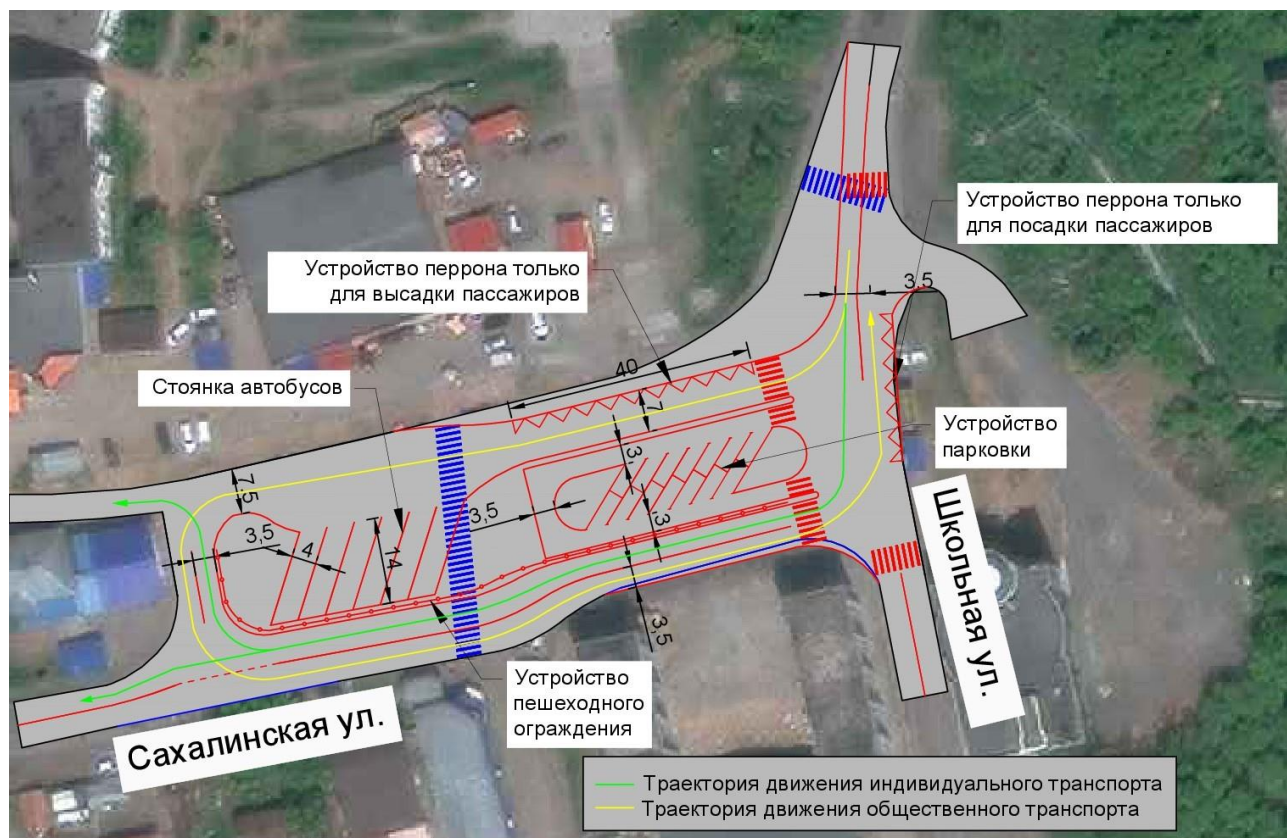 Устройство перрона только
для посадки пассажиров
Устройство перрона только
для высадки пассажиров
3,5
Стоянка автобусов
40
7
Устройство
парковки
3,
7,5
3,5
3,5
4
14
,3
3,5
Школьная ул.
Устройство
пешеходного
ограждения
Сахалинская ул.
Траектория движения индивидуального транспорта
Траектория движения общественного транспорта